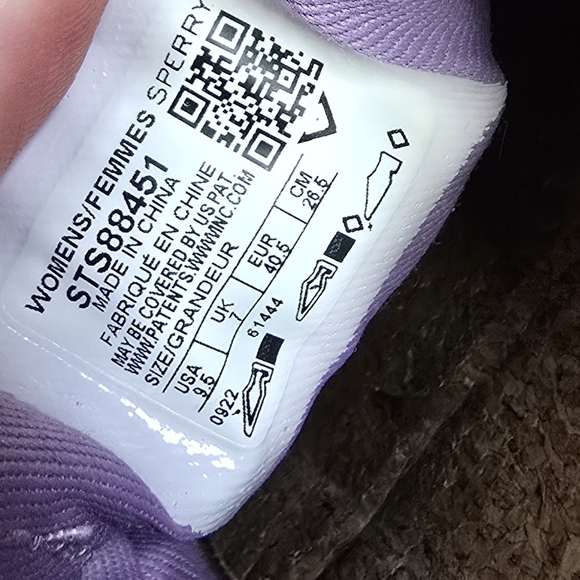 WOMENS/FEMMES SPERRY
STS88451
MADE IN CHINA
FABRIQUÉ EN CHINE
MAY BE COVERED BY US PAT.
WWW.PATENTS.WWWINC.COM
SIZE/GRANDEUR
USA UK EUR CM
9.5 7 40.5 26.5
0922 61444